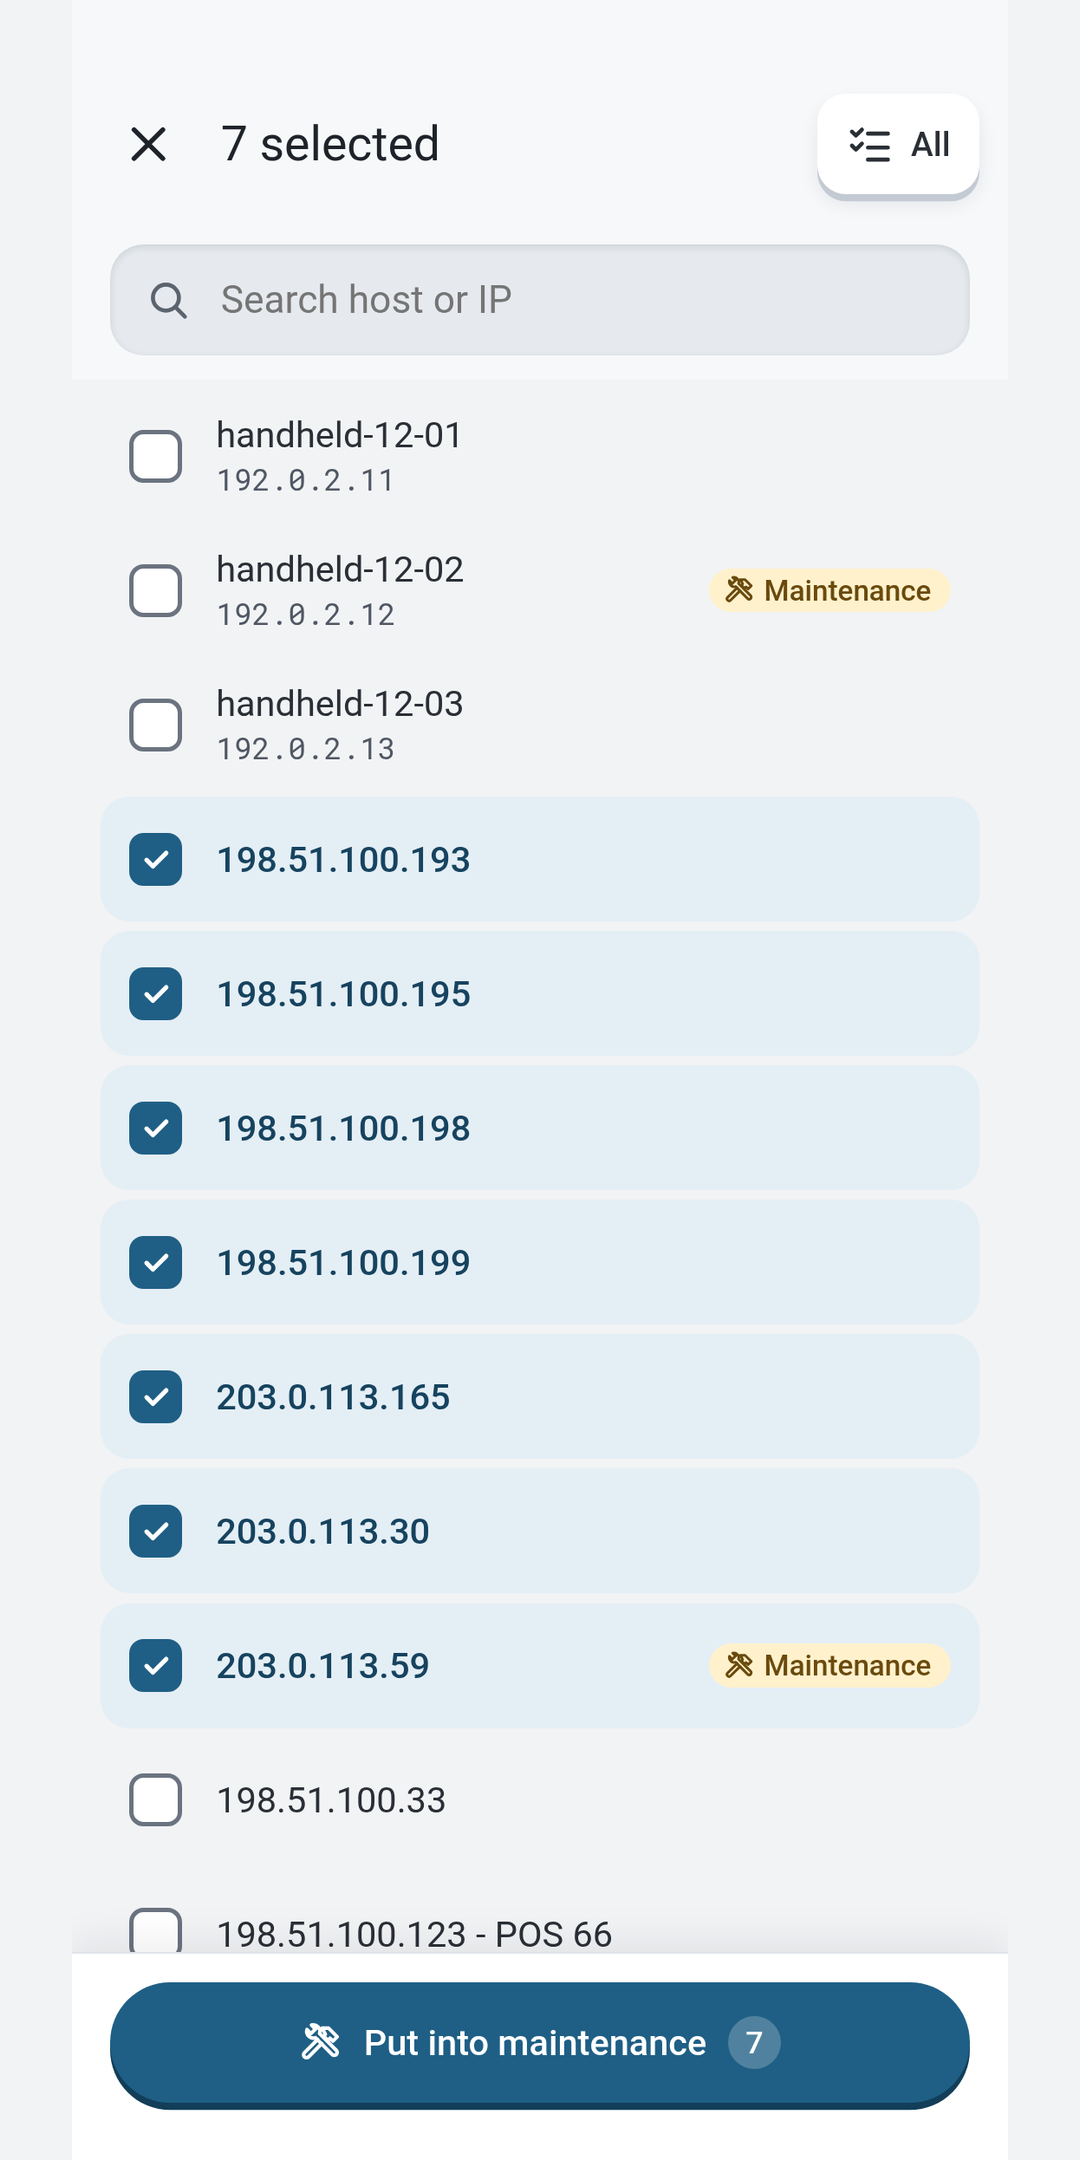 7 selected
All
Search host or IP
handheld-12-01
192.0.2.11
handheld-12-02
192.0.2.12
Maintenance
handheld-12-03
192.0.2.13
198.51.100.193
198.51.100.195
198.51.100.198
198.51.100.199
203.0.113.165
203.0.113.30
203.0.113.59
Maintenance
198.51.100.33
198.51.100.123 - POS 66
Put into maintenance 7